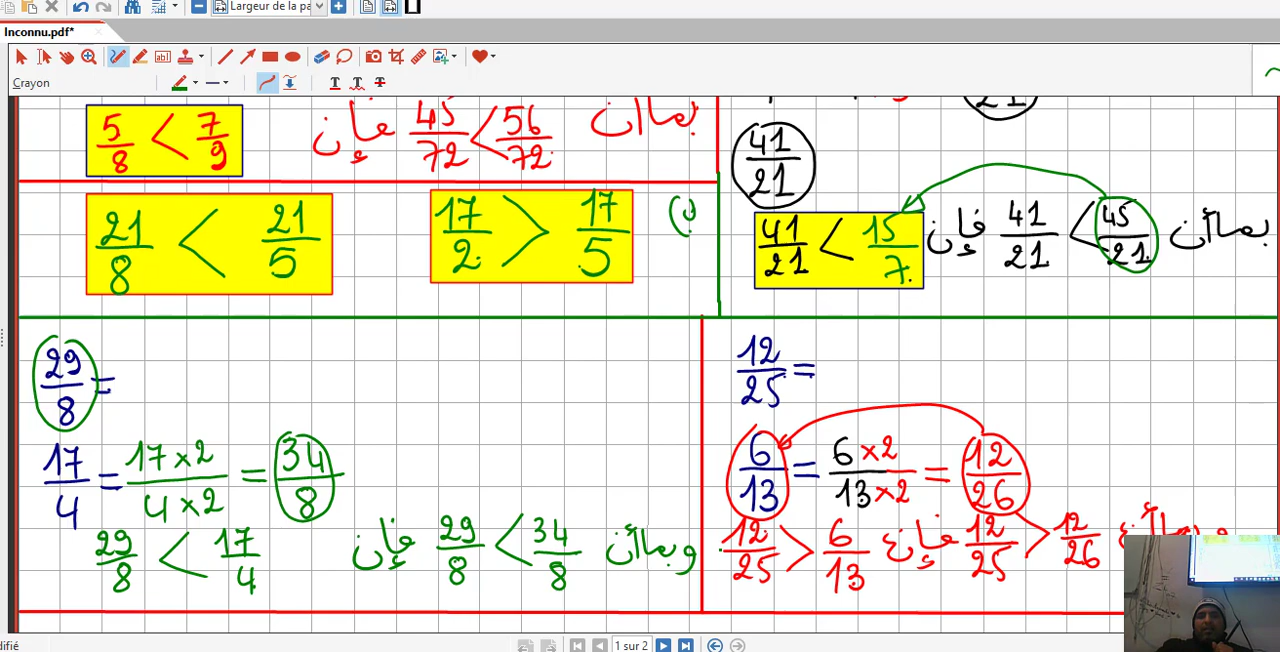 Largeur de la pa
Inconnu.pdf*
Crayon
21
بما أن 45/72 < 56/72 فإن
5/8 < 7/9
41/21
بما أن 41/21 < 45/21 فإن
41/21 < 15/7
17/2 > 17/5
21/8 < 21/5
29/8 =
17/4 = 17×2/4×2 = 34/8
وبما أن 29/8 < 34/8 فإن 29/8 < 17/4
12/25 =
6/13 = 6×2/13×2 = 12/26
وبما أن 12/25 > 12/26 فإن 12/25 > 6/13
difié
1 sur 2